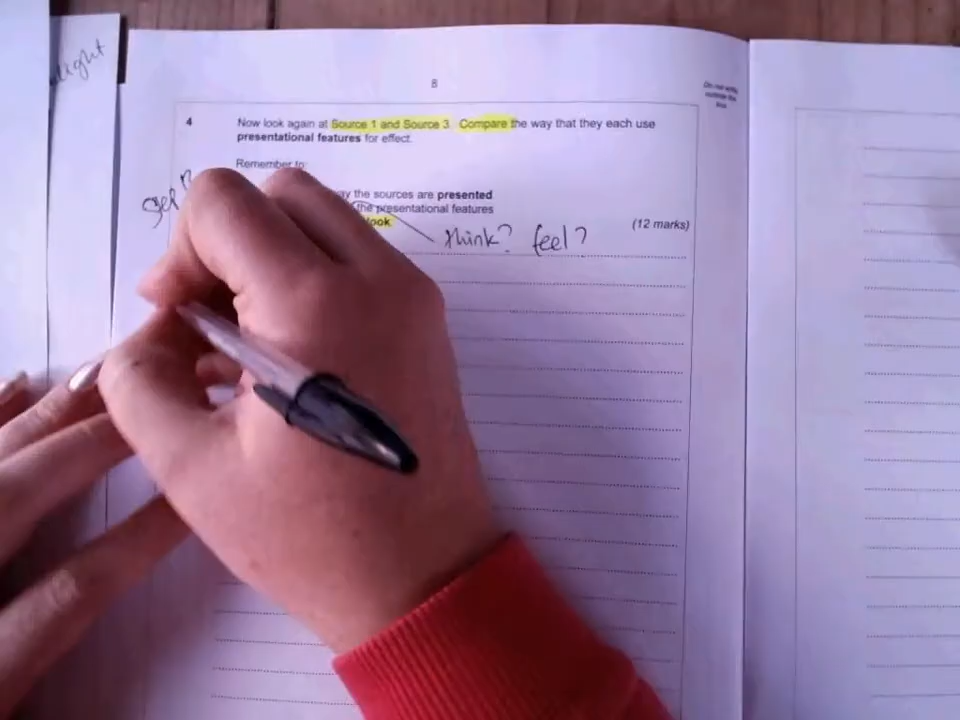 8
4 Now look again at Source 1 and Source 3. Compare the way that they each use
presentational features for effect.
Remember to:
way the sources are presented
the presentational features
look
(12 marks)
think? feel?